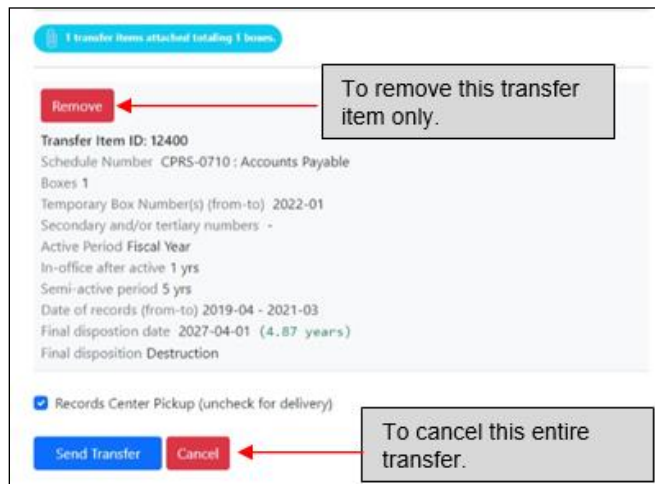 1 transfer items attached totaling 1 boxes.
Remove
To remove this transfer
item only.
Transfer Item ID: 12400
Schedule Number CPRS-0710 : Accounts Payable
Boxes 1
Temporary Box Number(s) (from-to) 2022-01
Secondary and/or tertiary numbers -
Active Period Fiscal Year
In-office after active 1 yrs
Semi-active period 5 yrs
Date of records (from-to) 2019-04 - 2021-03
Final dispostion date 2027-04-01 (4.87 years)
Final disposition Destruction
Records Center Pickup (uncheck for delivery)
To cancel this entire
transfer.
Send Transfer Cancel